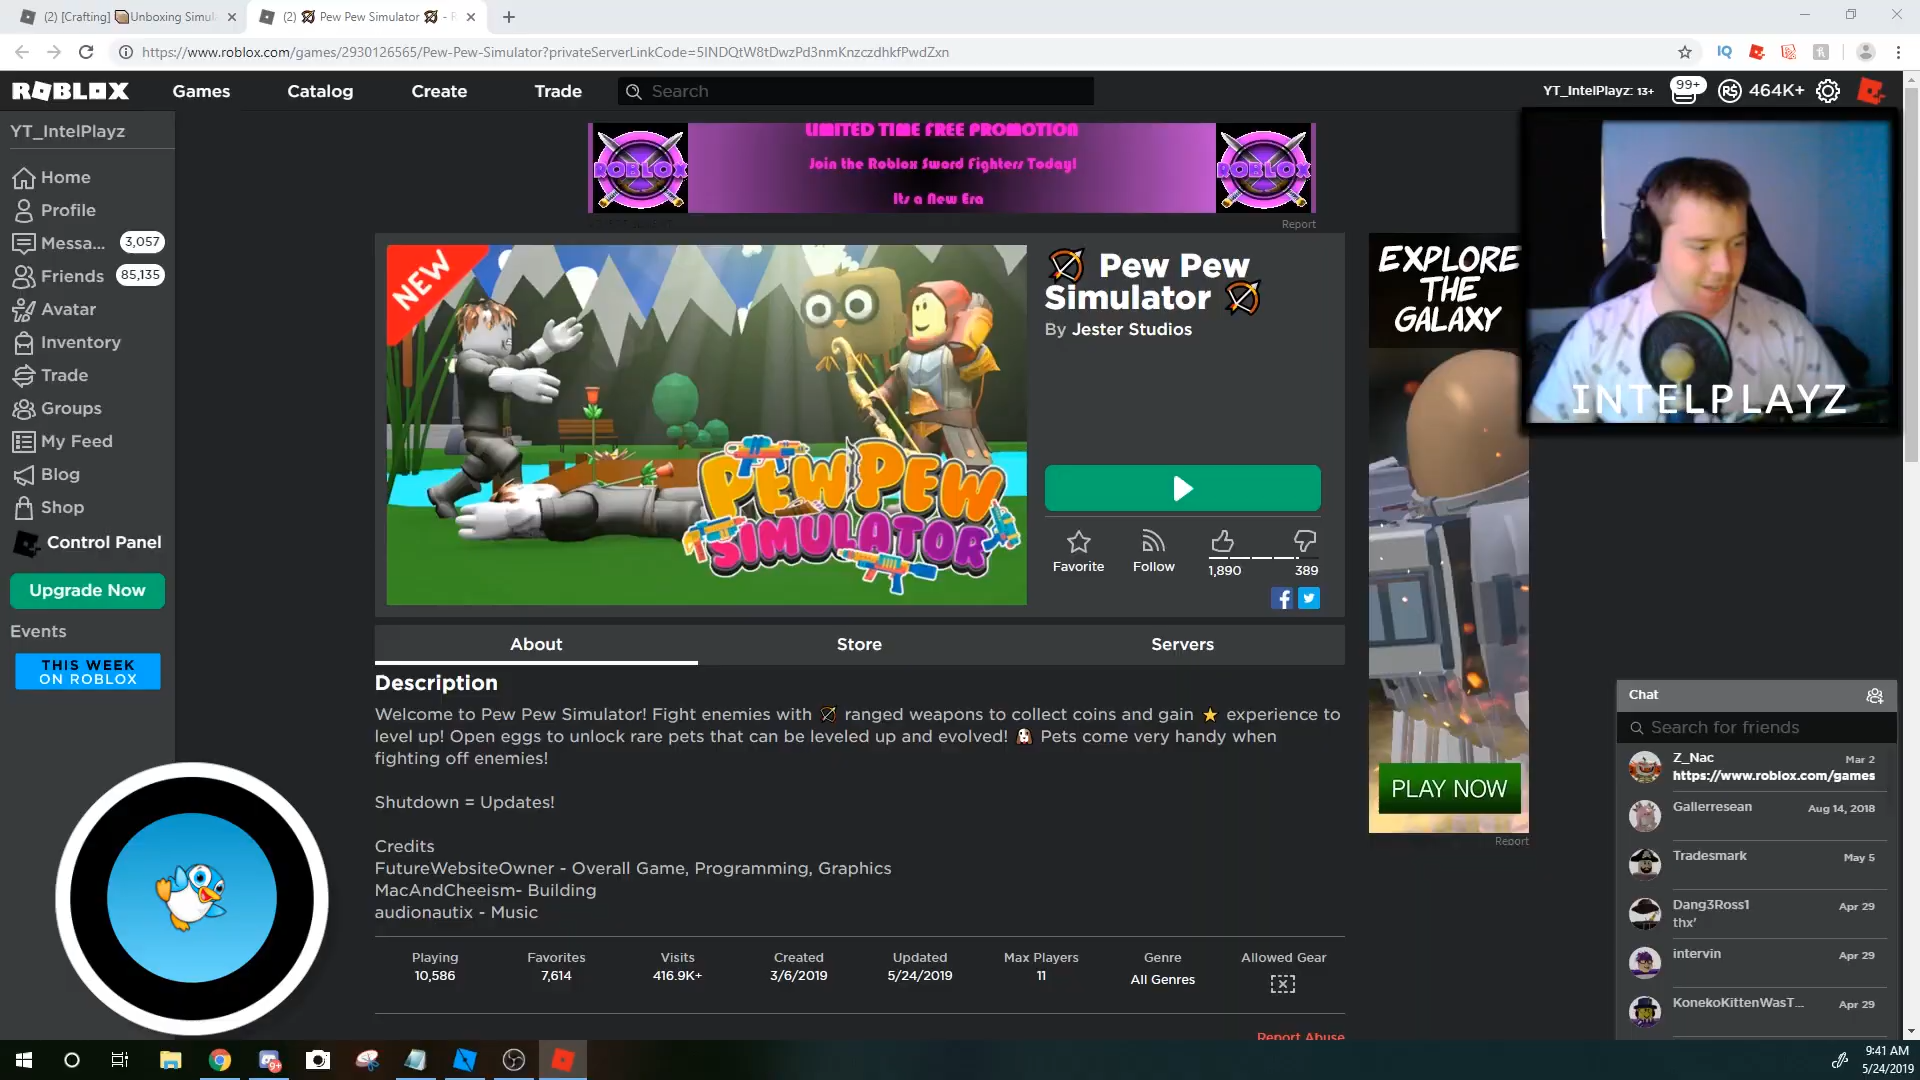 (2) [Crafting] Unboxing Simul
(2) Pew Pew Simulator - R
https://www.roblox.com/games/2930126565/Pew-Pew-Simulator?privateServerLinkCode=5INDQtW8tDwzPd3nmKnzczdhkfPwdZxn
IQ
ROBLOX
Games
Catalog
Create
Trade
Search
YT_IntelPlayz: 13+
99+
464K+
YT_IntelPlayz
Home
Profile
Messa...
3,057
Friends
85,135
Avatar
Inventory
Trade
Groups
My Feed
Blog
Shop
Control Panel
Upgrade Now
Events
THIS WEEK
ON ROBLOX
ROBLOX
LIMITED TIME FREE PROMOTION
Join the Roblox Sword Fighters Today!
Its a New Era
ROBLOX
Report
NEW
PEW PEW
SIMULATOR
Pew Pew
Simulator
By Jester Studios
Favorite
Follow
1,890
389
About
Store
Servers
Description
Welcome to Pew Pew Simulator! Fight enemies with ranged weapons to collect coins and gain experience to
level up! Open eggs to unlock rare pets that can be leveled up and evolved! Pets come very handy when
fighting off enemies!
Shutdown = Updates!
Credits
FutureWebsiteOwner - Overall Game, Programming, Graphics
MacAndCheeism- Building
audionautix - Music
Playing
10,586
Favorites
7,614
Visits
416.9K+
Created
3/6/2019
Updated
5/24/2019
Max Players
11
Genre
All Genres
Allowed Gear
Report Abuse
EXPLORE
THE
GALAXY
PLAY NOW
Report
INTELPLAYZ
Chat
Search for friends
Z_Nac
Mar 2
https://www.roblox.com/games
Gallerresean
Aug 14, 2018
Tradesmark
May 5
Dang3Ross1
Apr 29
thx'
intervin
Apr 29
KonekoKittenWasT...
Apr 29
9:41 AM
5/24/2019